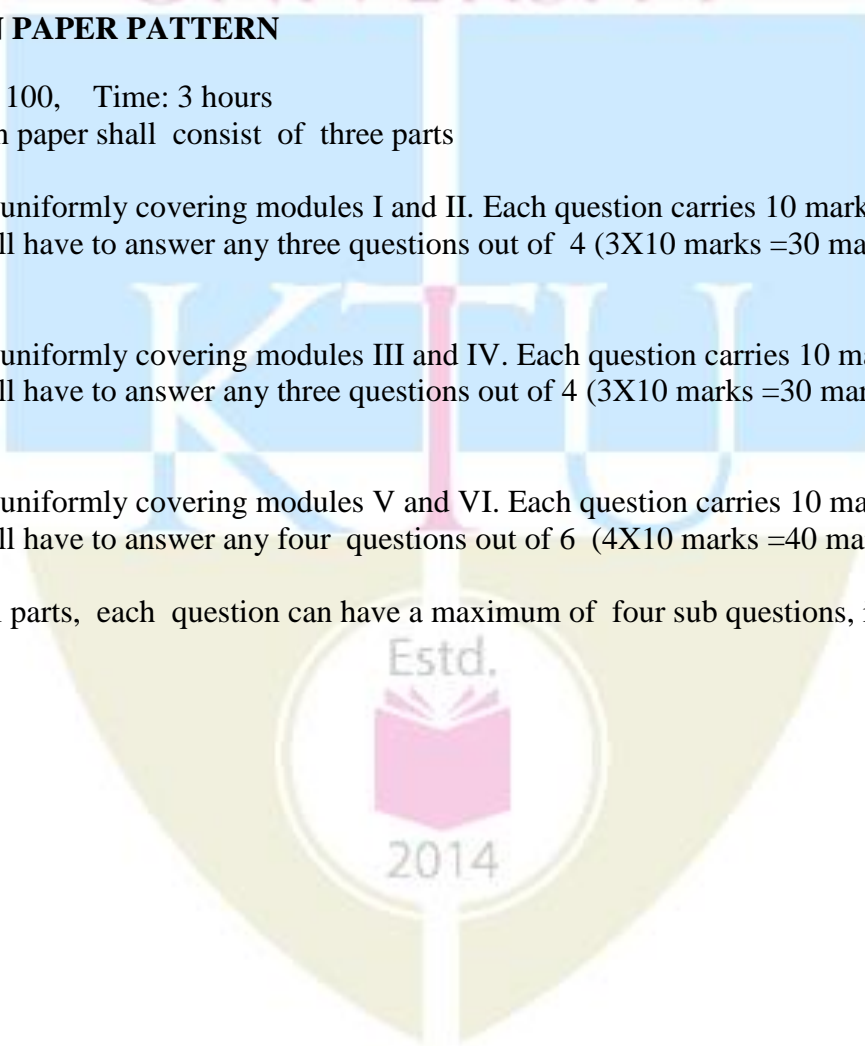 N PAPER PATTERN
100, Time: 3 hours
n paper shall consist of three parts
uniformly covering modules I and II. Each question carries 10 mark
ll have to answer any three questions out of 4 (3X10 marks =30 ma
uniformly covering modules III and IV. Each question carries 10 ma
ll have to answer any three questions out of 4 (3X10 marks =30 mar
uniformly covering modules V and VI. Each question carries 10 ma
ll have to answer any four questions out of 6 (4X10 marks =40 ma
parts, each question can have a maximum of four sub questions,
KTU
Estd.
2014